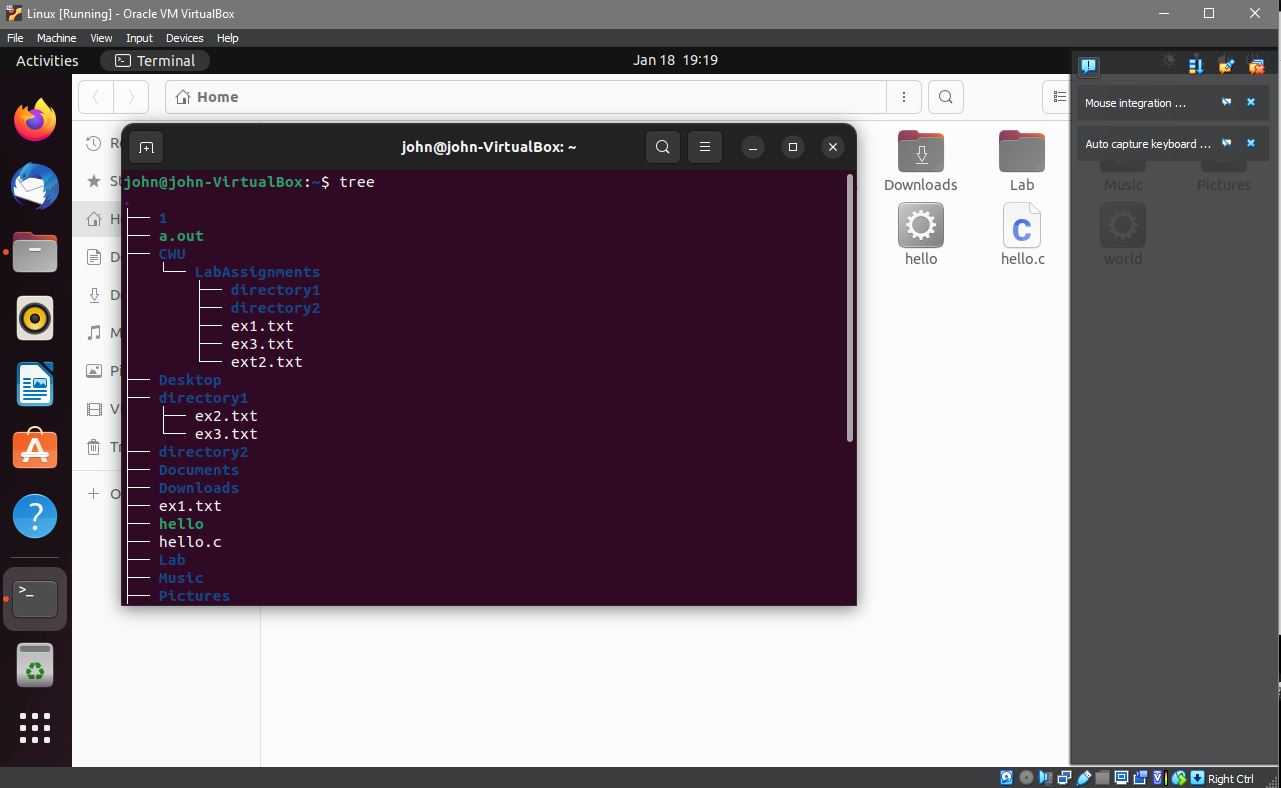 Linux [Running] - Oracle VM VirtualBox
File Machine View Input Devices Help
Activities Terminal Jan 18 19:19
Home
Mouse integration ...
Auto capture keyboard ...
john@john-VirtualBox: ~
john@john-VirtualBox:~$ tree
.
├── 1
├── a.out
├── CWU
│   └── LabAssignments
│       ├── directory1
│       ├── directory2
│       ├── ex1.txt
│       ├── ex3.txt
│       └── ext2.txt
├── Desktop
├── directory1
│   ├── ex2.txt
│   └── ex3.txt
├── directory2
├── Documents
├── Downloads
├── ex1.txt
├── hello
├── hello.c
├── Lab
├── Music
├── Pictures
Downloads Lab Music Pictures
hello hello.c world
Right Ctrl